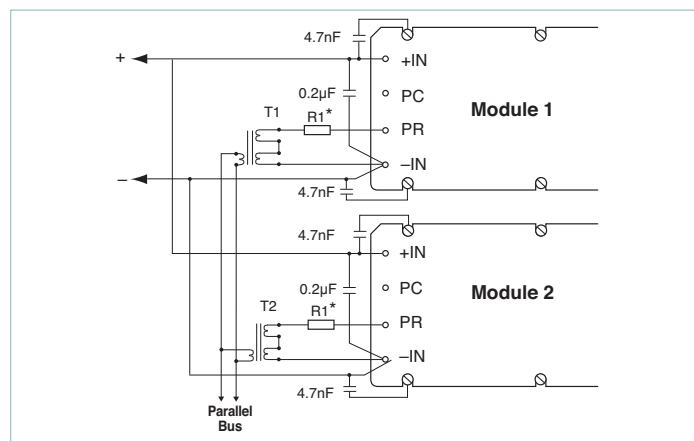 4.7nF
+
+IN
0.2µF
PC
Module 1
T1
R1*
PR
–IN
–
4.7nF
4.7nF
+IN
0.2µF
PC
Module 2
T2
R1*
PR
–IN
4.7nF
Parallel
Bus